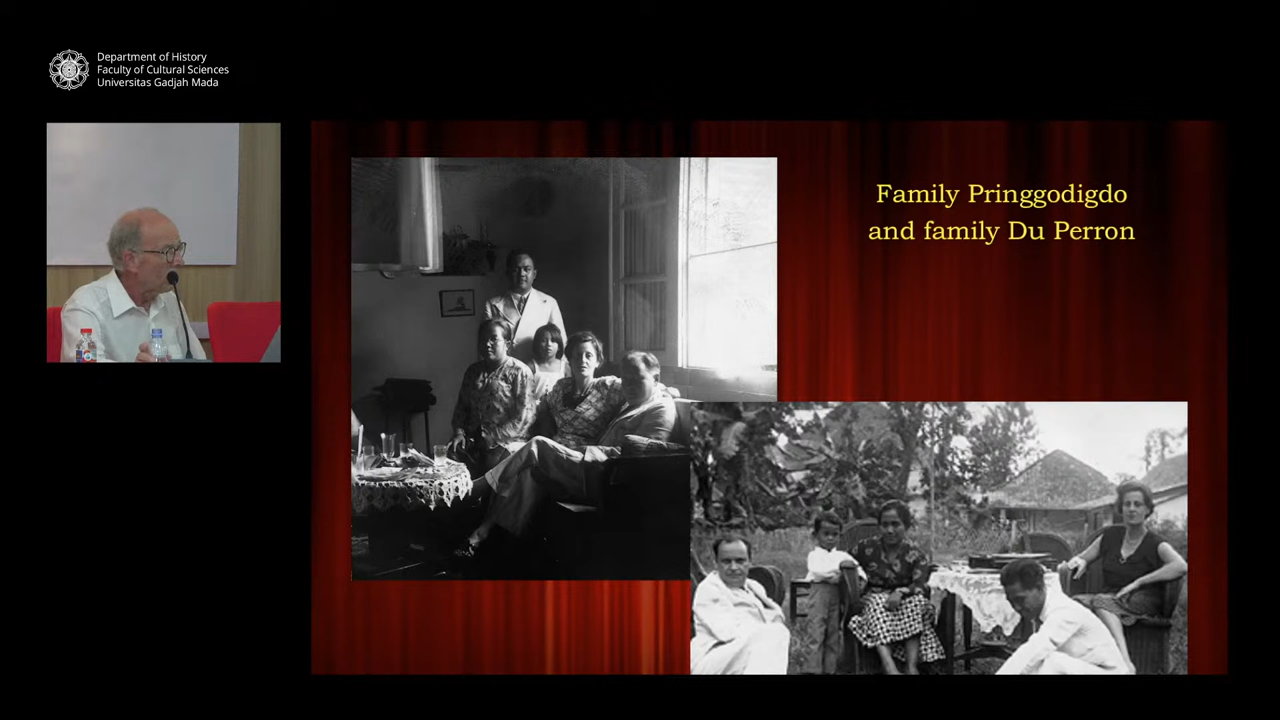 Department of History
Faculty of Cultural Sciences
Universitas Gadjah Mada
Family Pringgodigdo
and family Du Perron